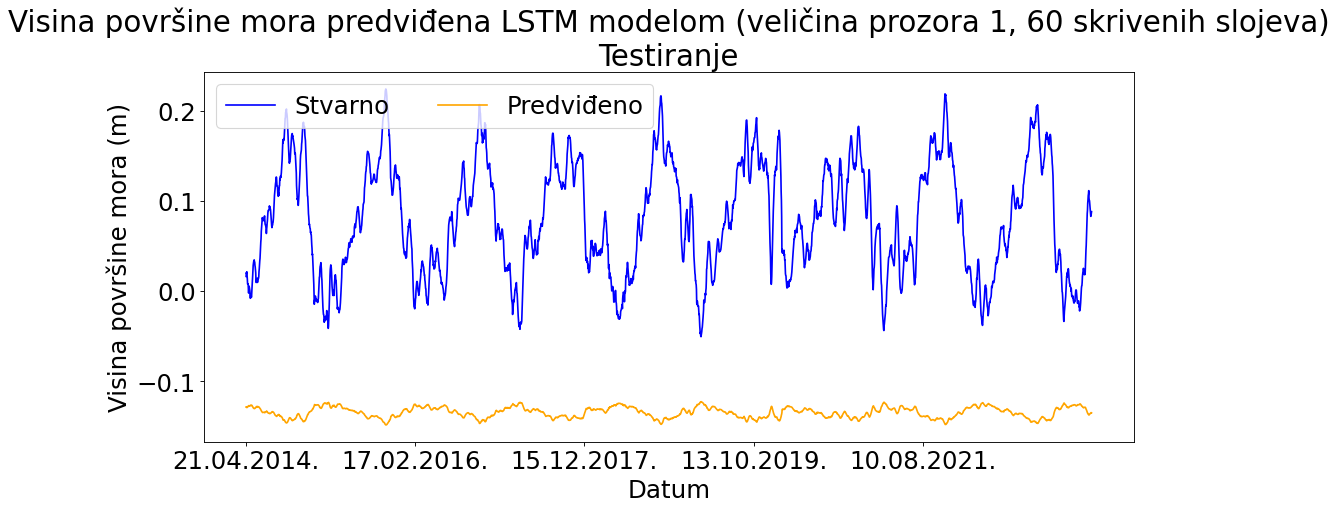 Visina površine mora predviđena LSTM modelom (veličina prozora 1, 60 skrivenih slojeva)
Testiranje
Stvarno
Predviđeno
Visina površine mora (m)
0.2
0.1
0.0
−0.1
21.04.2014.
17.02.2016.
15.12.2017.
13.10.2019.
10.08.2021.
Datum